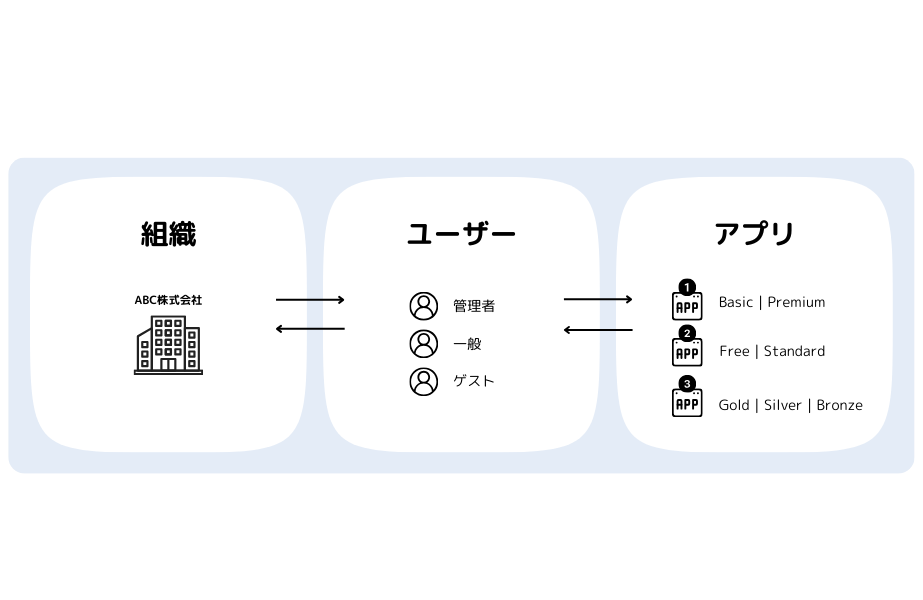 組織
ABC株式会社
ユーザー
管理者
一般
ゲスト
アプリ
1
APP
Basic | Premium
2
APP
Free | Standard
3
APP
Gold | Silver | Bronze